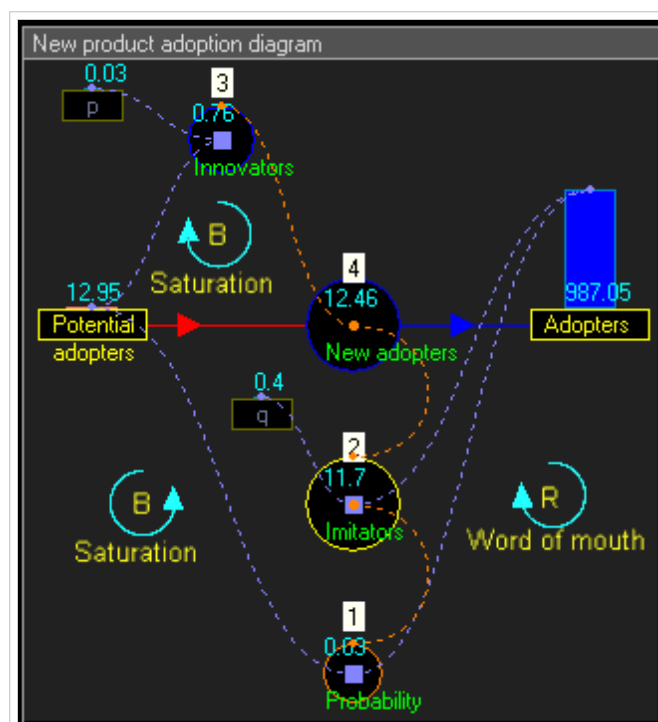 New product adoption diagram
0.03
p
3
0.76
Innovators
B
Saturation
12.95
Potential
adopters
4
12.46
New adopters
987.05
Adopters
0.4
q
2
11.7
Imitators
B
Saturation
R
Word of mouth
1
0.03
Probability